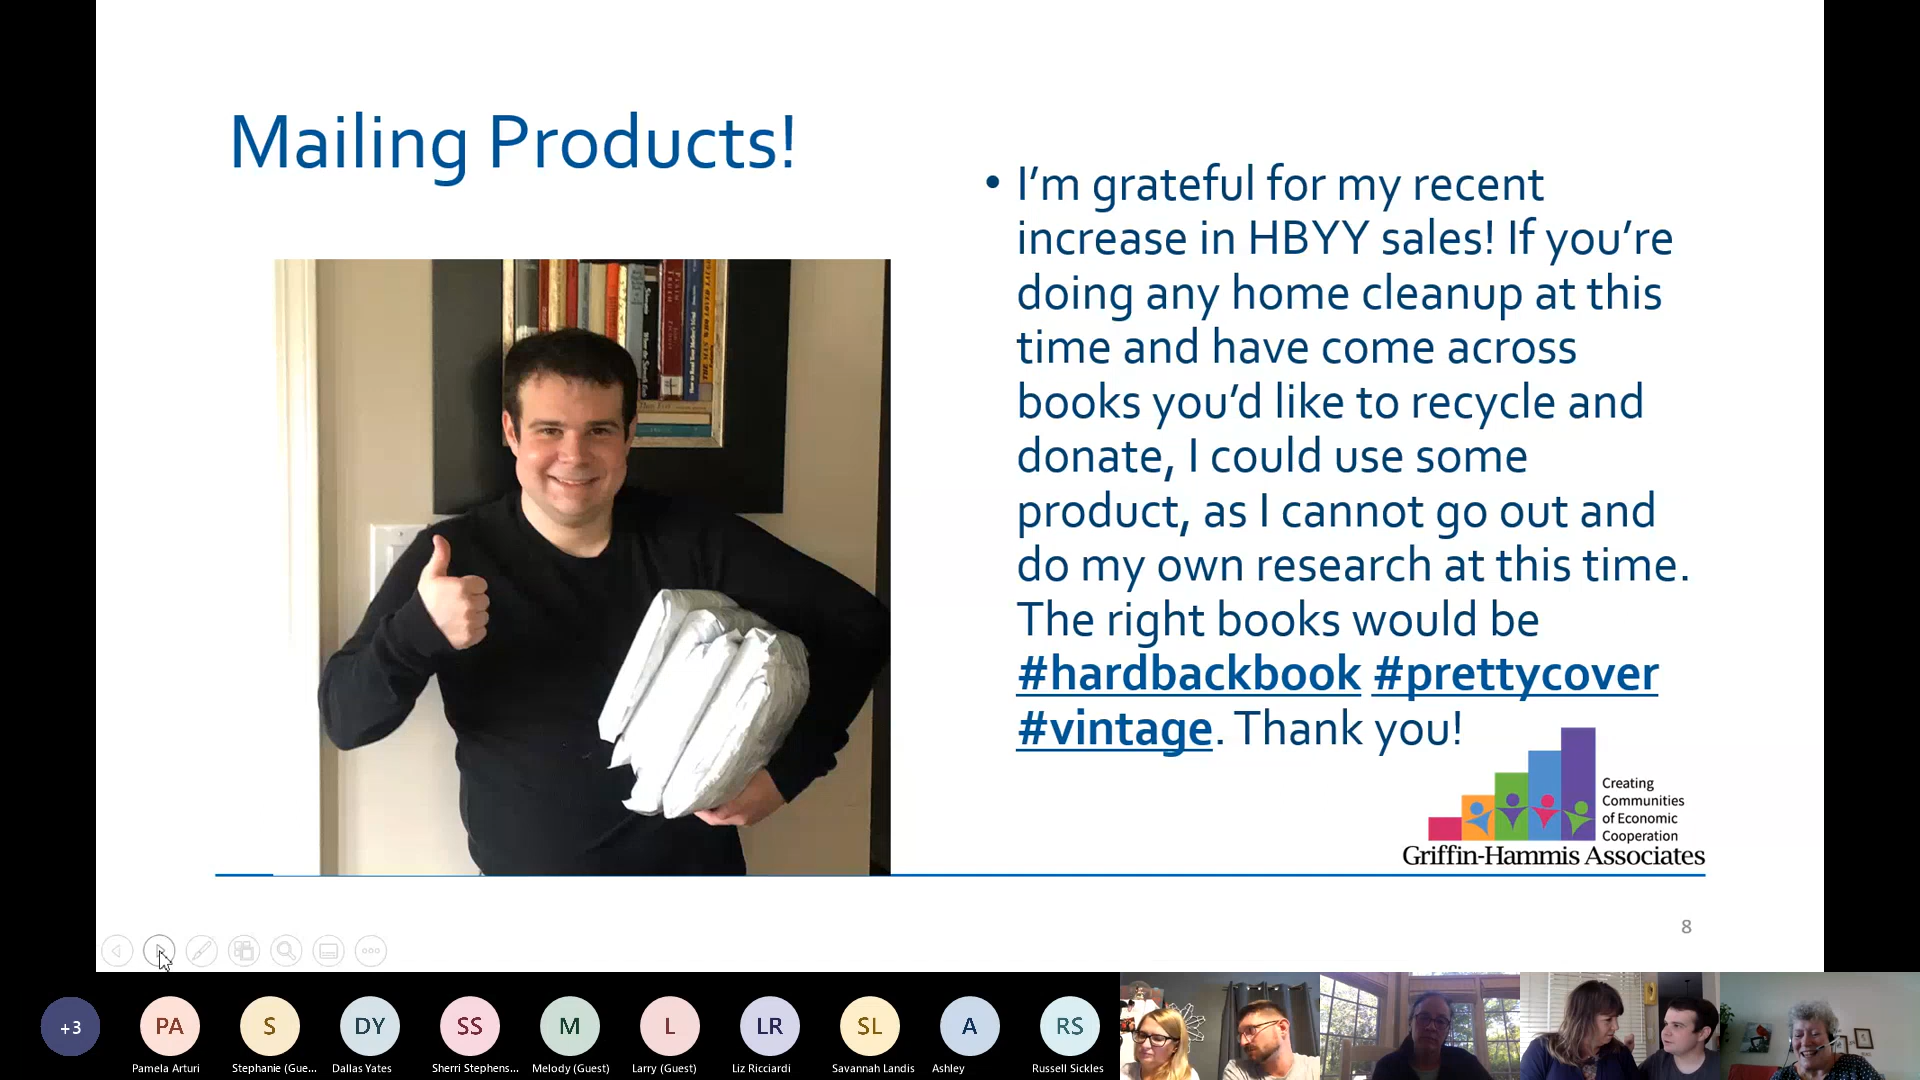 Mailing Products!
• I’m grateful for my recent
increase in HBYY sales! If you’re
doing any home cleanup at this
time and have come across
books you’d like to recycle and
donate, I could use some
product, as I cannot go out and
do my own research at this time.
The right books would be
#hardbackbook #prettycover
#vintage. Thank you!
Creating
Communities
of Economic
Cooperation
Griffin-Hammis Associates
8
+3
PA
S
DY
SS
M
L
LR
SL
A
RS
Pamela Arturi
Stephanie (Gue...
Dallas Yates
Sherri Stephens...
Melody (Guest)
Larry (Guest)
Liz Ricciardi
Savannah Landis
Ashley
Russell Sickles